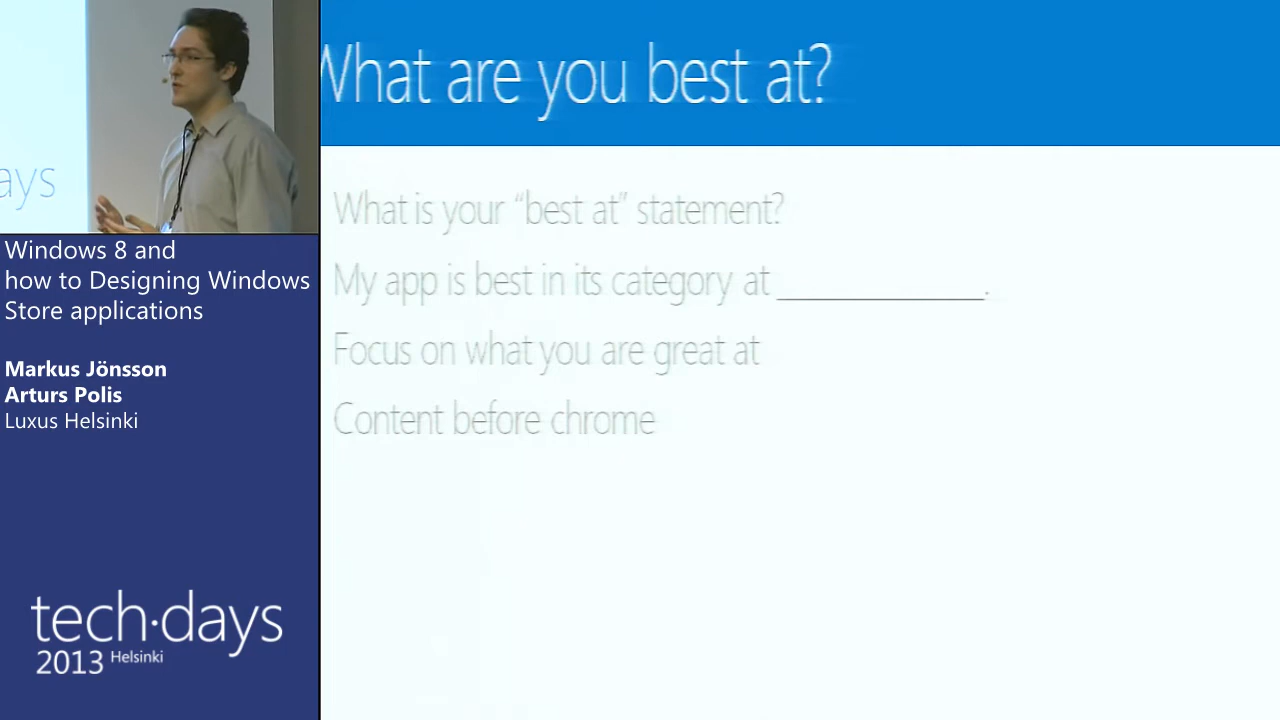 ays
Windows 8 and
how to Designing Windows
Store applications
Markus Jönsson
Arturs Polis
Luxus Helsinki
tech·days
2013 Helsinki
What are you best at?
What is your “best at” statement?
My app is best in its category at ____________.
Focus on what you are great at
Content before chrome